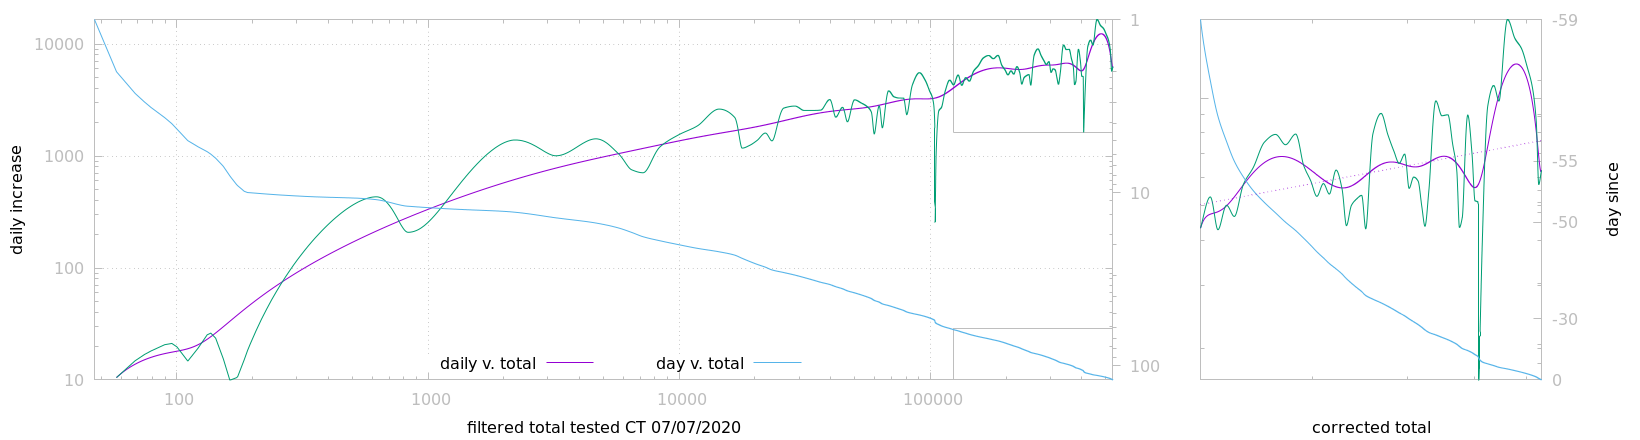 daily increase
10000
1000
100
10
100
1000
10000
100000
filtered total tested CT 07/07/2020
daily v. total
day v. total
1
10
100
-59
-55
-50
-30
0
day since
corrected total